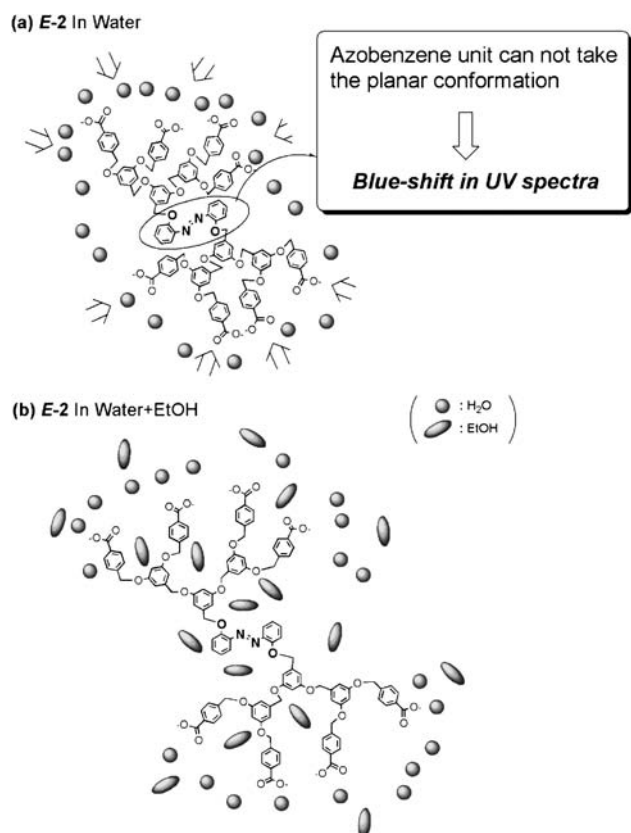 (a) E-2 In Water
Azobenzene unit can not take
the planar conformation
Blue-shift in UV spectra
(b) E-2 In Water+EtOH
: H₂O
: EtOH